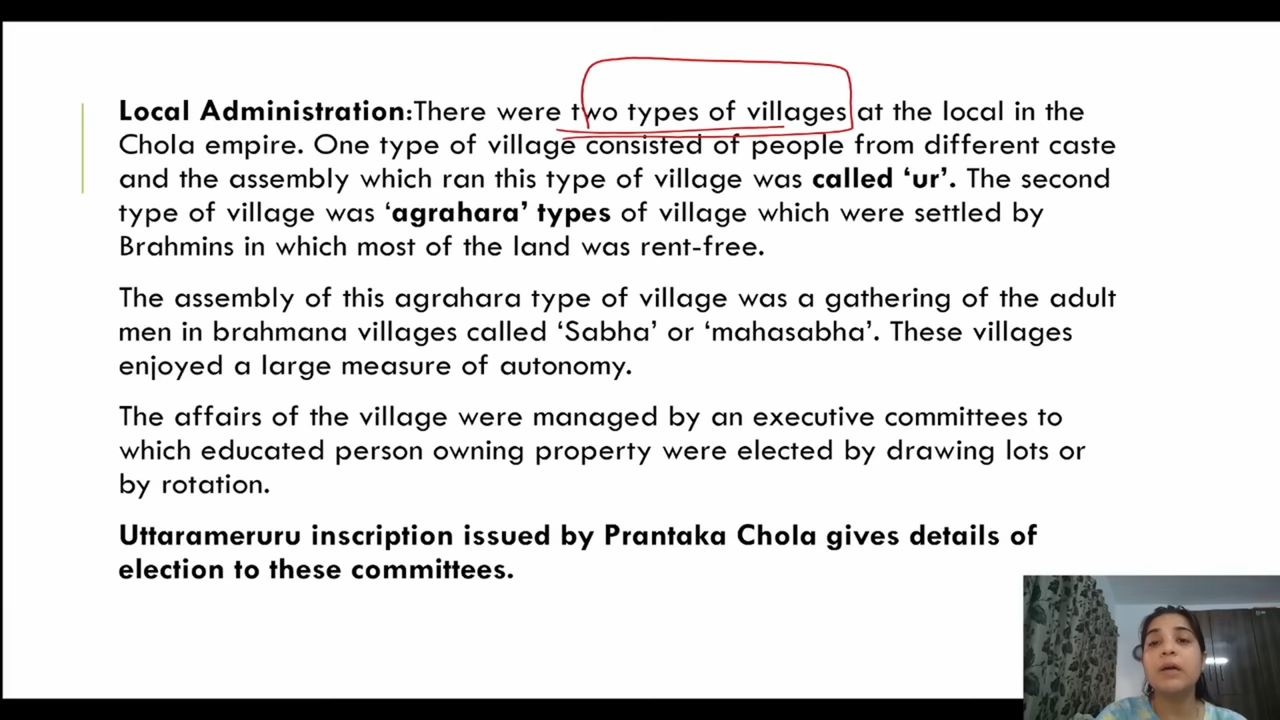 Local Administration:There were two types of villages at the local in the
Chola empire. One type of village consisted of people from different caste
and the assembly which ran this type of village was called ‘ur’. The second
type of village was ‘agrahara’ types of village which were settled by
Brahmins in which most of the land was rent-free.
The assembly of this agrahara type of village was a gathering of the adult
men in brahmana villages called ‘Sabha’ or ‘mahasabha’. These villages
enjoyed a large measure of autonomy.
The affairs of the village were managed by an executive committees to
which educated person owning property were elected by drawing lots or
by rotation.
Uttarameruru inscription issued by Prantaka Chola gives details of
election to these committees.